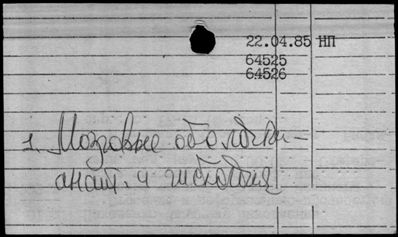 22.04.85 НП
64525
64526
1. Мозговые оболочки -
анат. и гистология